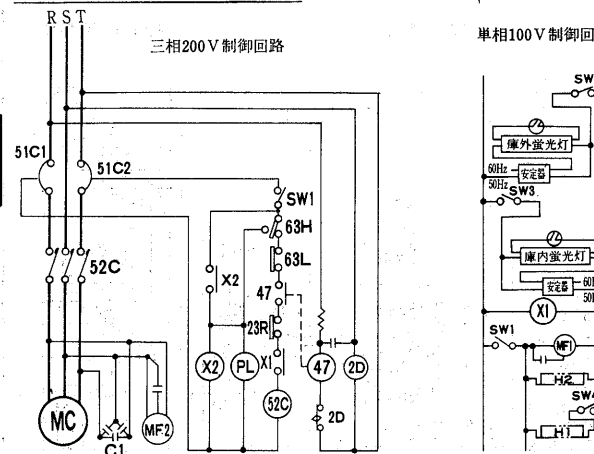 R S T
三相200V制御回路
51C1
51C2
SW1
63H
63L
52C
X2
47
23R
X1
X2
PL
47
2D
52C
2D
MC
C1
MF2
単相100V制御回
SW
庫外蛍光灯
60Hz
安定器
50Hz
SW3
庫内蛍光灯
安定器
60
50
X1
SW1
MF1
H2
SW4
H1